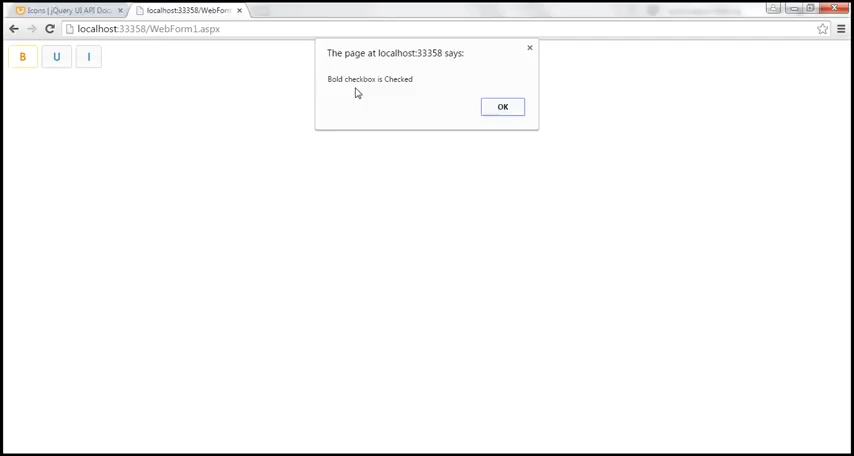 Icons | jQuery UI API Doc
localhost:33358/WebForm
localhost:33358/WebForm1.aspx
B U I
The page at localhost:33358 says:
Bold checkbox is Checked
OK